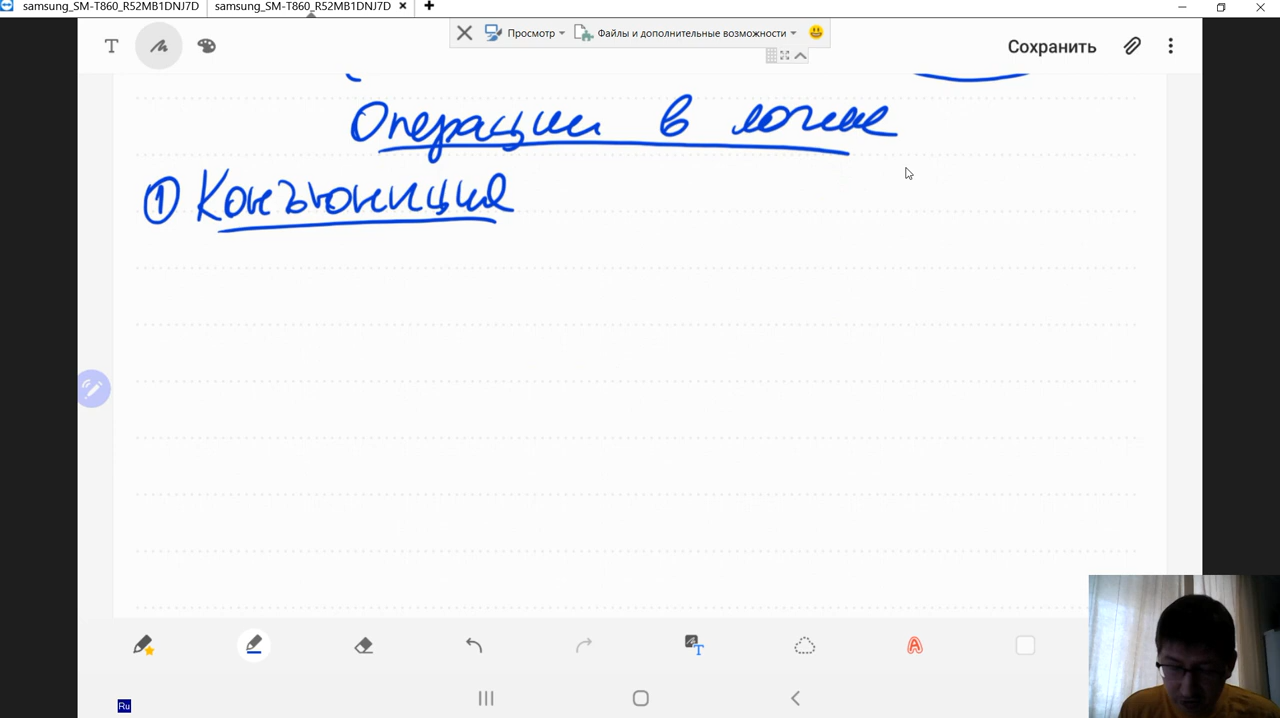 samsung_SM-T860_R52MB1DNJ7D samsung_SM-T860_R52MB1DNJ7D
Просмотр Файлы и дополнительные возможности
T Сохранить
Операции в логике
① Конъюнкция
Ru